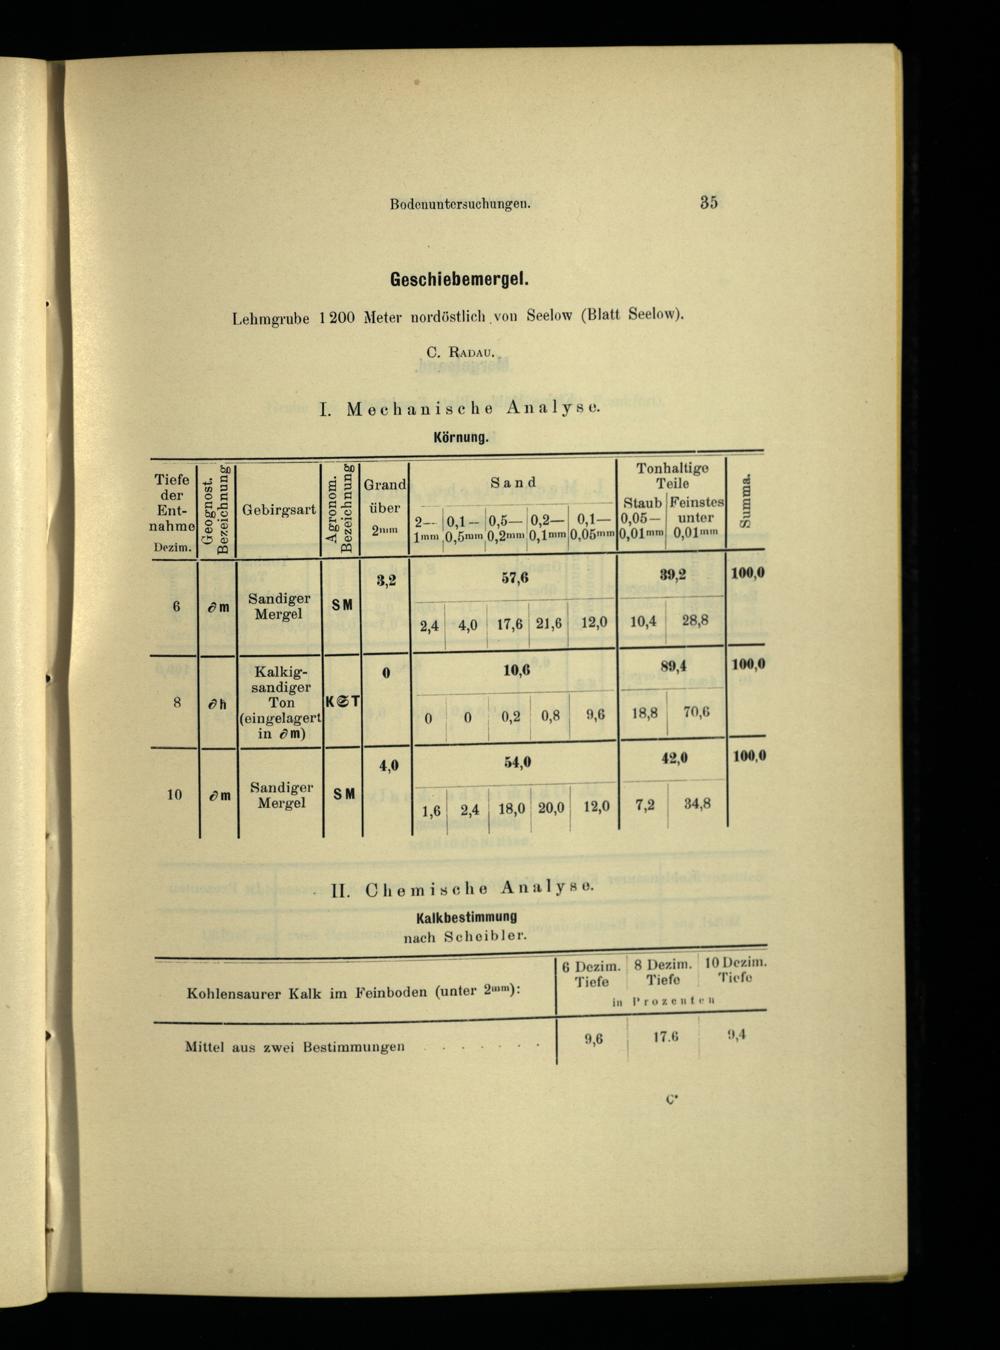 Bodenuntersuchungen. 35
Geschiebemergel.
Lehmgrube 1200 Meter nordöstlich von Seelow (Blatt Seelow).
C. RADAU.
I. Mechanische Analyse.
Körnung.
Tiefe der Ent- nahme Dezim. | Geognost. Bezeichnung | Gebirgsart | Agronom. Bezeichnung | Grand über 2mm | Sand | Tonhaltige Teile | Summa.
2— 1mm | 0,1— 0,5mm | 0,5— 0,2mm | 0,2— 0,1mm | 0,1— 0,05mm | Staub 0,05— 0,01mm | Feinstes unter 0,01mm
6 | ∂m | Sandiger Mergel | SM | 3,2 | 57,6 | 39,2 | 100,0
2,4 | 4,0 | 17,6 | 21,6 | 12,0 | 10,4 | 28,8
8 | ∂h | Kalkig- sandiger Ton (eingelagert in ∂m) | K𝔖T | 0 | 10,6 | 89,4 | 100,0
0 | 0 | 0,2 | 0,8 | 9,6 | 18,8 | 70,6
10 | ∂m | Sandiger Mergel | SM | 4,0 | 54,0 | 42,0 | 100,0
1,6 | 2,4 | 18,0 | 20,0 | 12,0 | 7,2 | 34,8
II. Chemische Analyse.
Kalkbestimmung
nach Scheibler.
Kohlensaurer Kalk im Feinboden (unter 2mm): | 6 Dezim. Tiefe | 8 Dezim. Tiefe | 10 Dezim. Tiefe
in Prozenten
Mittel aus zwei Bestimmungen . . . . . . . | 9,6 | 17.6 | 9,4
C*